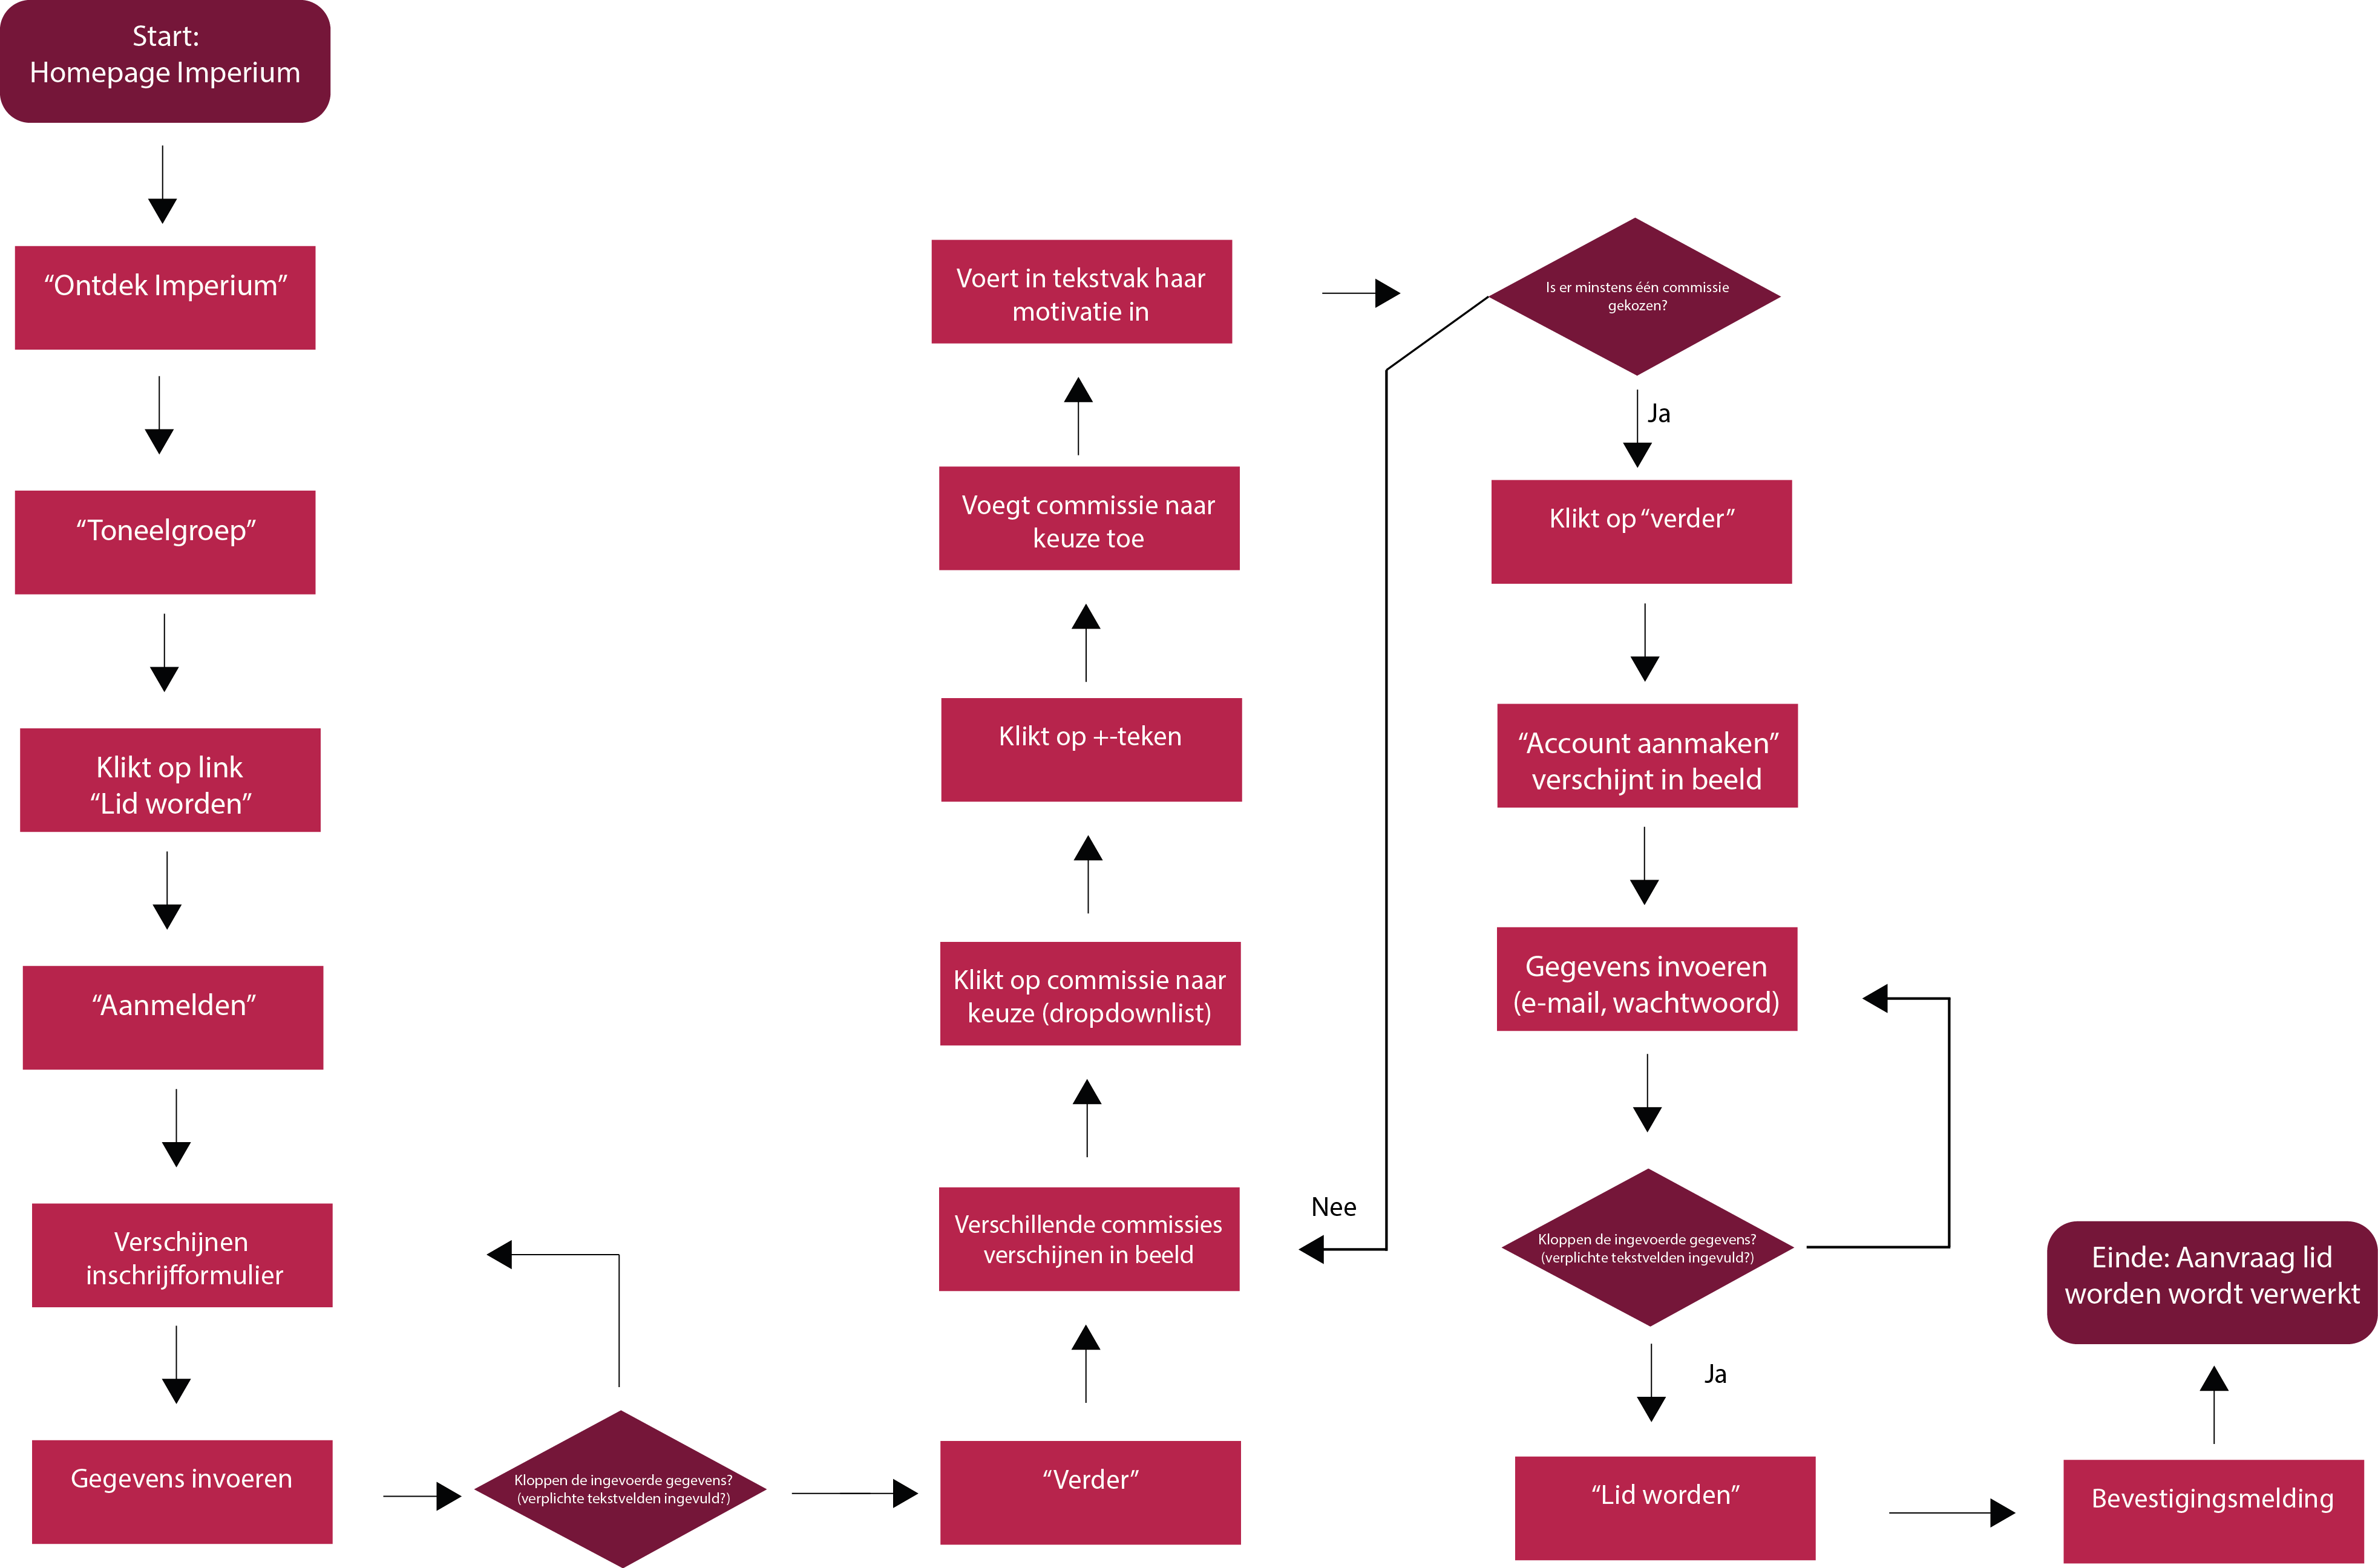 Start:
Homepage Imperium
“Ontdek Imperium”
“Toneelgroep”
Klikt op link
“Lid worden”
“Aanmelden”
Verschijnen
inschrijfformulier
Gegevens invoeren
Kloppen de ingevoerde gegevens?
(verplichte tekstvelden ingevuld?)
“Verder”
Verschillende commissies
verschijnen in beeld
Klikt op commissie naar
keuze (dropdownlist)
Klikt op +-teken
Voegt commissie naar
keuze toe
Voert in tekstvak haar
motivatie in
Is er minstens één commissie
gekozen?
Nee
Ja
Klikt op “verder”
“Account aanmaken”
verschijnt in beeld
Gegevens invoeren
(e-mail, wachtwoord)
Kloppen de ingevoerde gegevens?
(verplichte tekstvelden ingevuld?)
Ja
“Lid worden”
Bevestigingsmelding
Einde: Aanvraag lid
worden wordt verwerkt